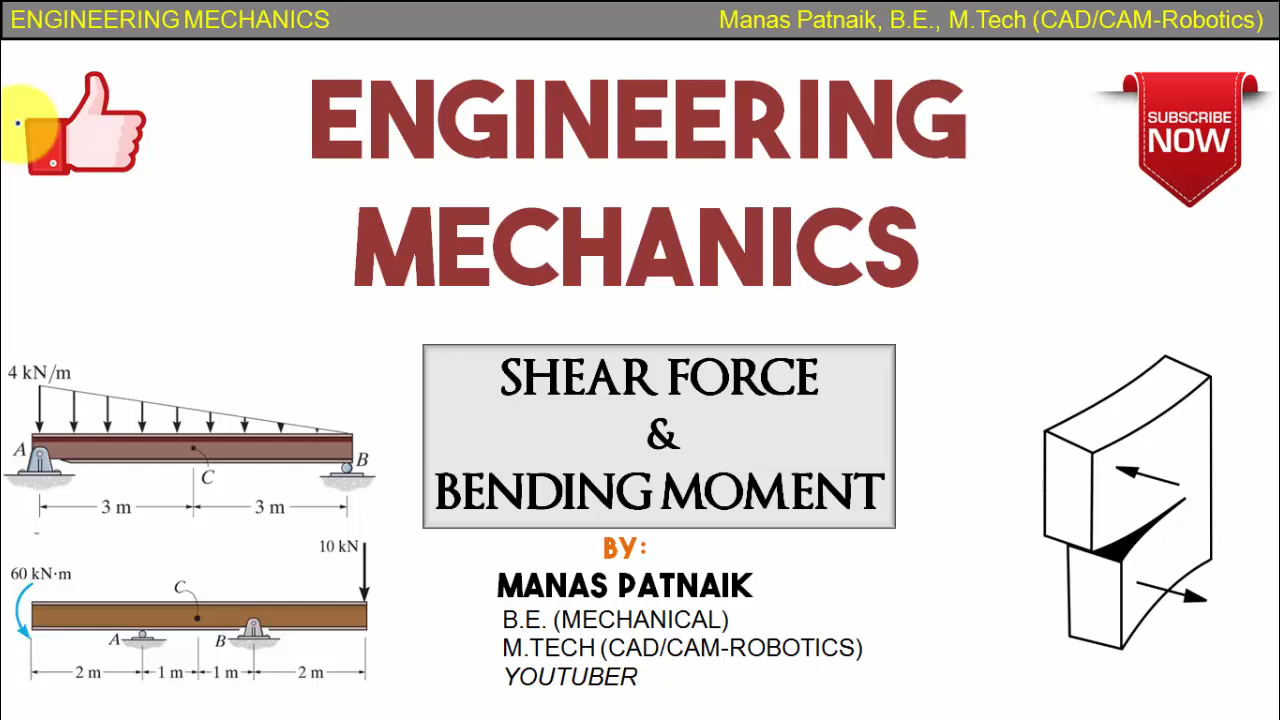 ENGINEERING MECHANICS
Manas Patnaik, B.E., M.Tech (CAD/CAM-Robotics)
ENGINEERING
MECHANICS
SUBSCRIBE
NOW
SHEAR FORCE
&
BENDING MOMENT
BY:
MANAS PATNAIK
B.E. (MECHANICAL)
M.TECH (CAD/CAM-ROBOTICS)
YOUTUBER
4 kN/m
A
B
C
3 m
3 m
10 kN
60 kN·m
C
A
B
2 m
1 m
1 m
2 m